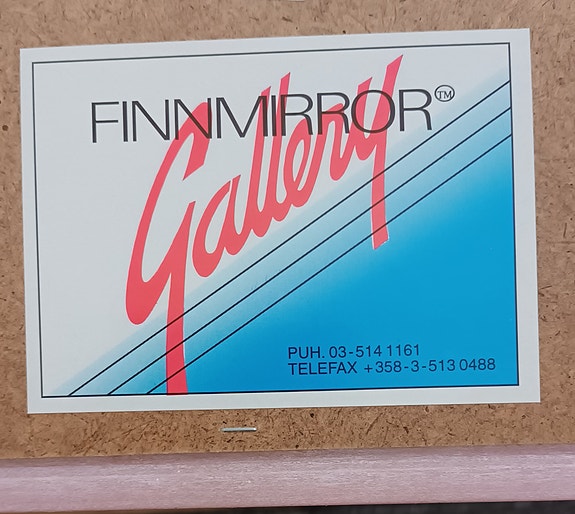 FINNMIRROR™
Gallery
PUH. 03-514 1161
TELEFAX +358-3-513 0488